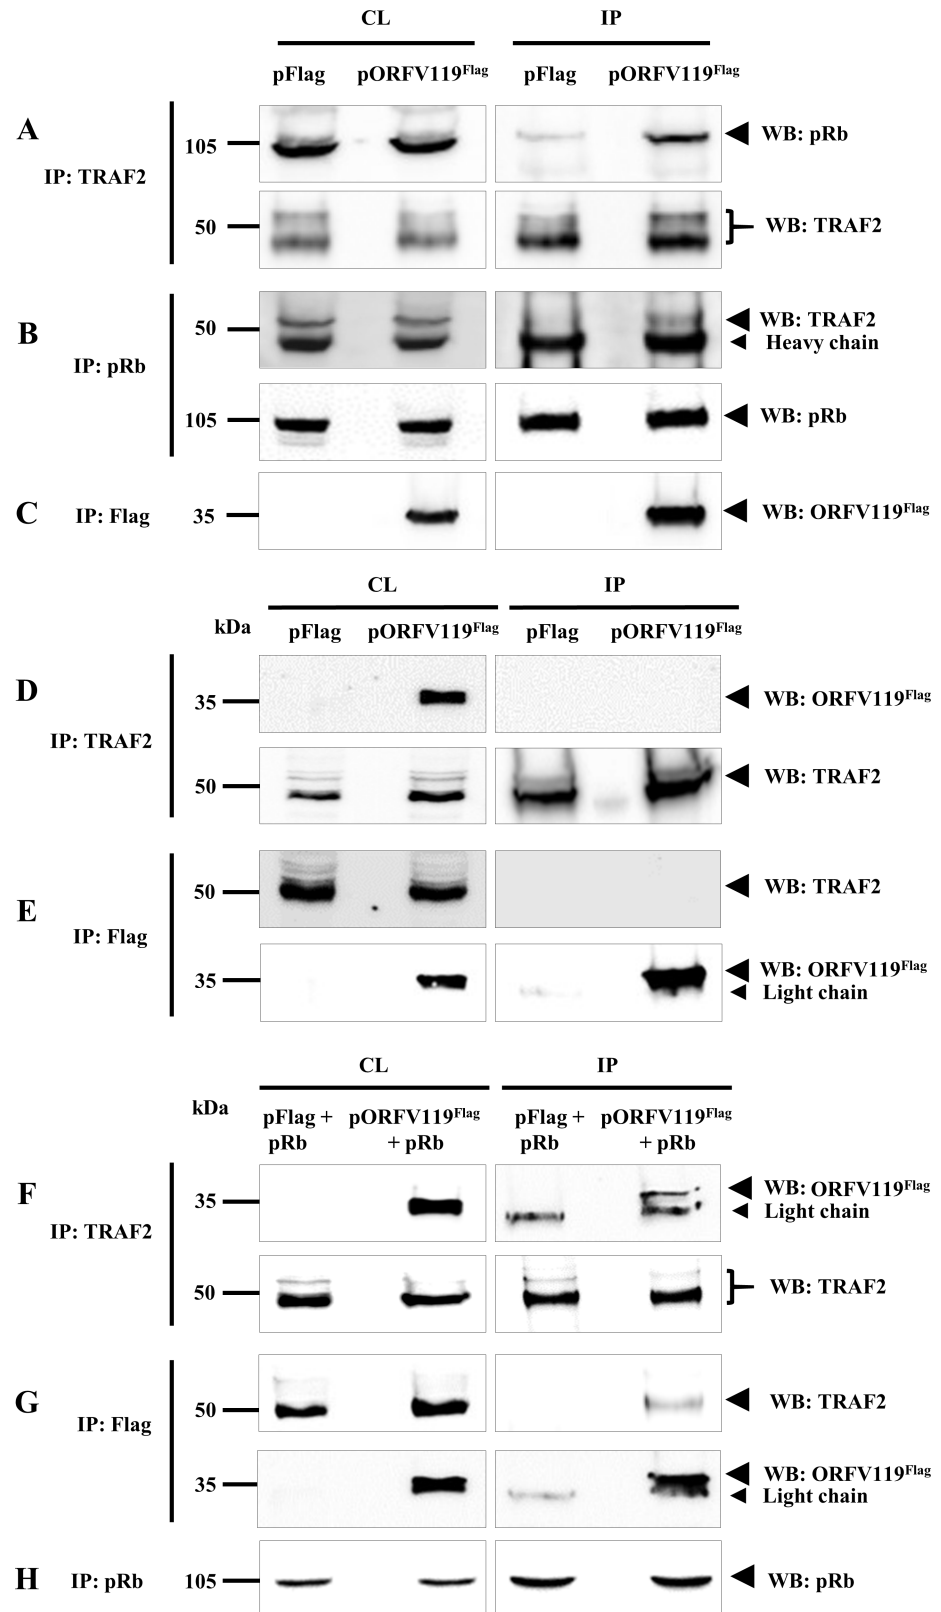 CL IP
pFlag pORFV119Flag pFlag pORFV119Flag
A IP: TRAF2 105 WB: pRb
50 WB: TRAF2
B IP: pRb 50 WB: TRAF2
Heavy chain
105 WB: pRb
C IP: Flag 35 WB: ORFV119Flag
CL IP
kDa pFlag pORFV119Flag pFlag pORFV119Flag
D IP: TRAF2 35 WB: ORFV119Flag
50 WB: TRAF2
E IP: Flag 50 WB: TRAF2
35 WB: ORFV119Flag
Light chain
CL IP
kDa pFlag + pORFV119Flag pFlag + pORFV119Flag
pRb + pRb pRb + pRb
F IP: TRAF2 35 WB: ORFV119Flag
Light chain
50 WB: TRAF2
G IP: Flag 50 WB: TRAF2
35 WB: ORFV119Flag
Light chain
H IP: pRb 105 WB: pRb